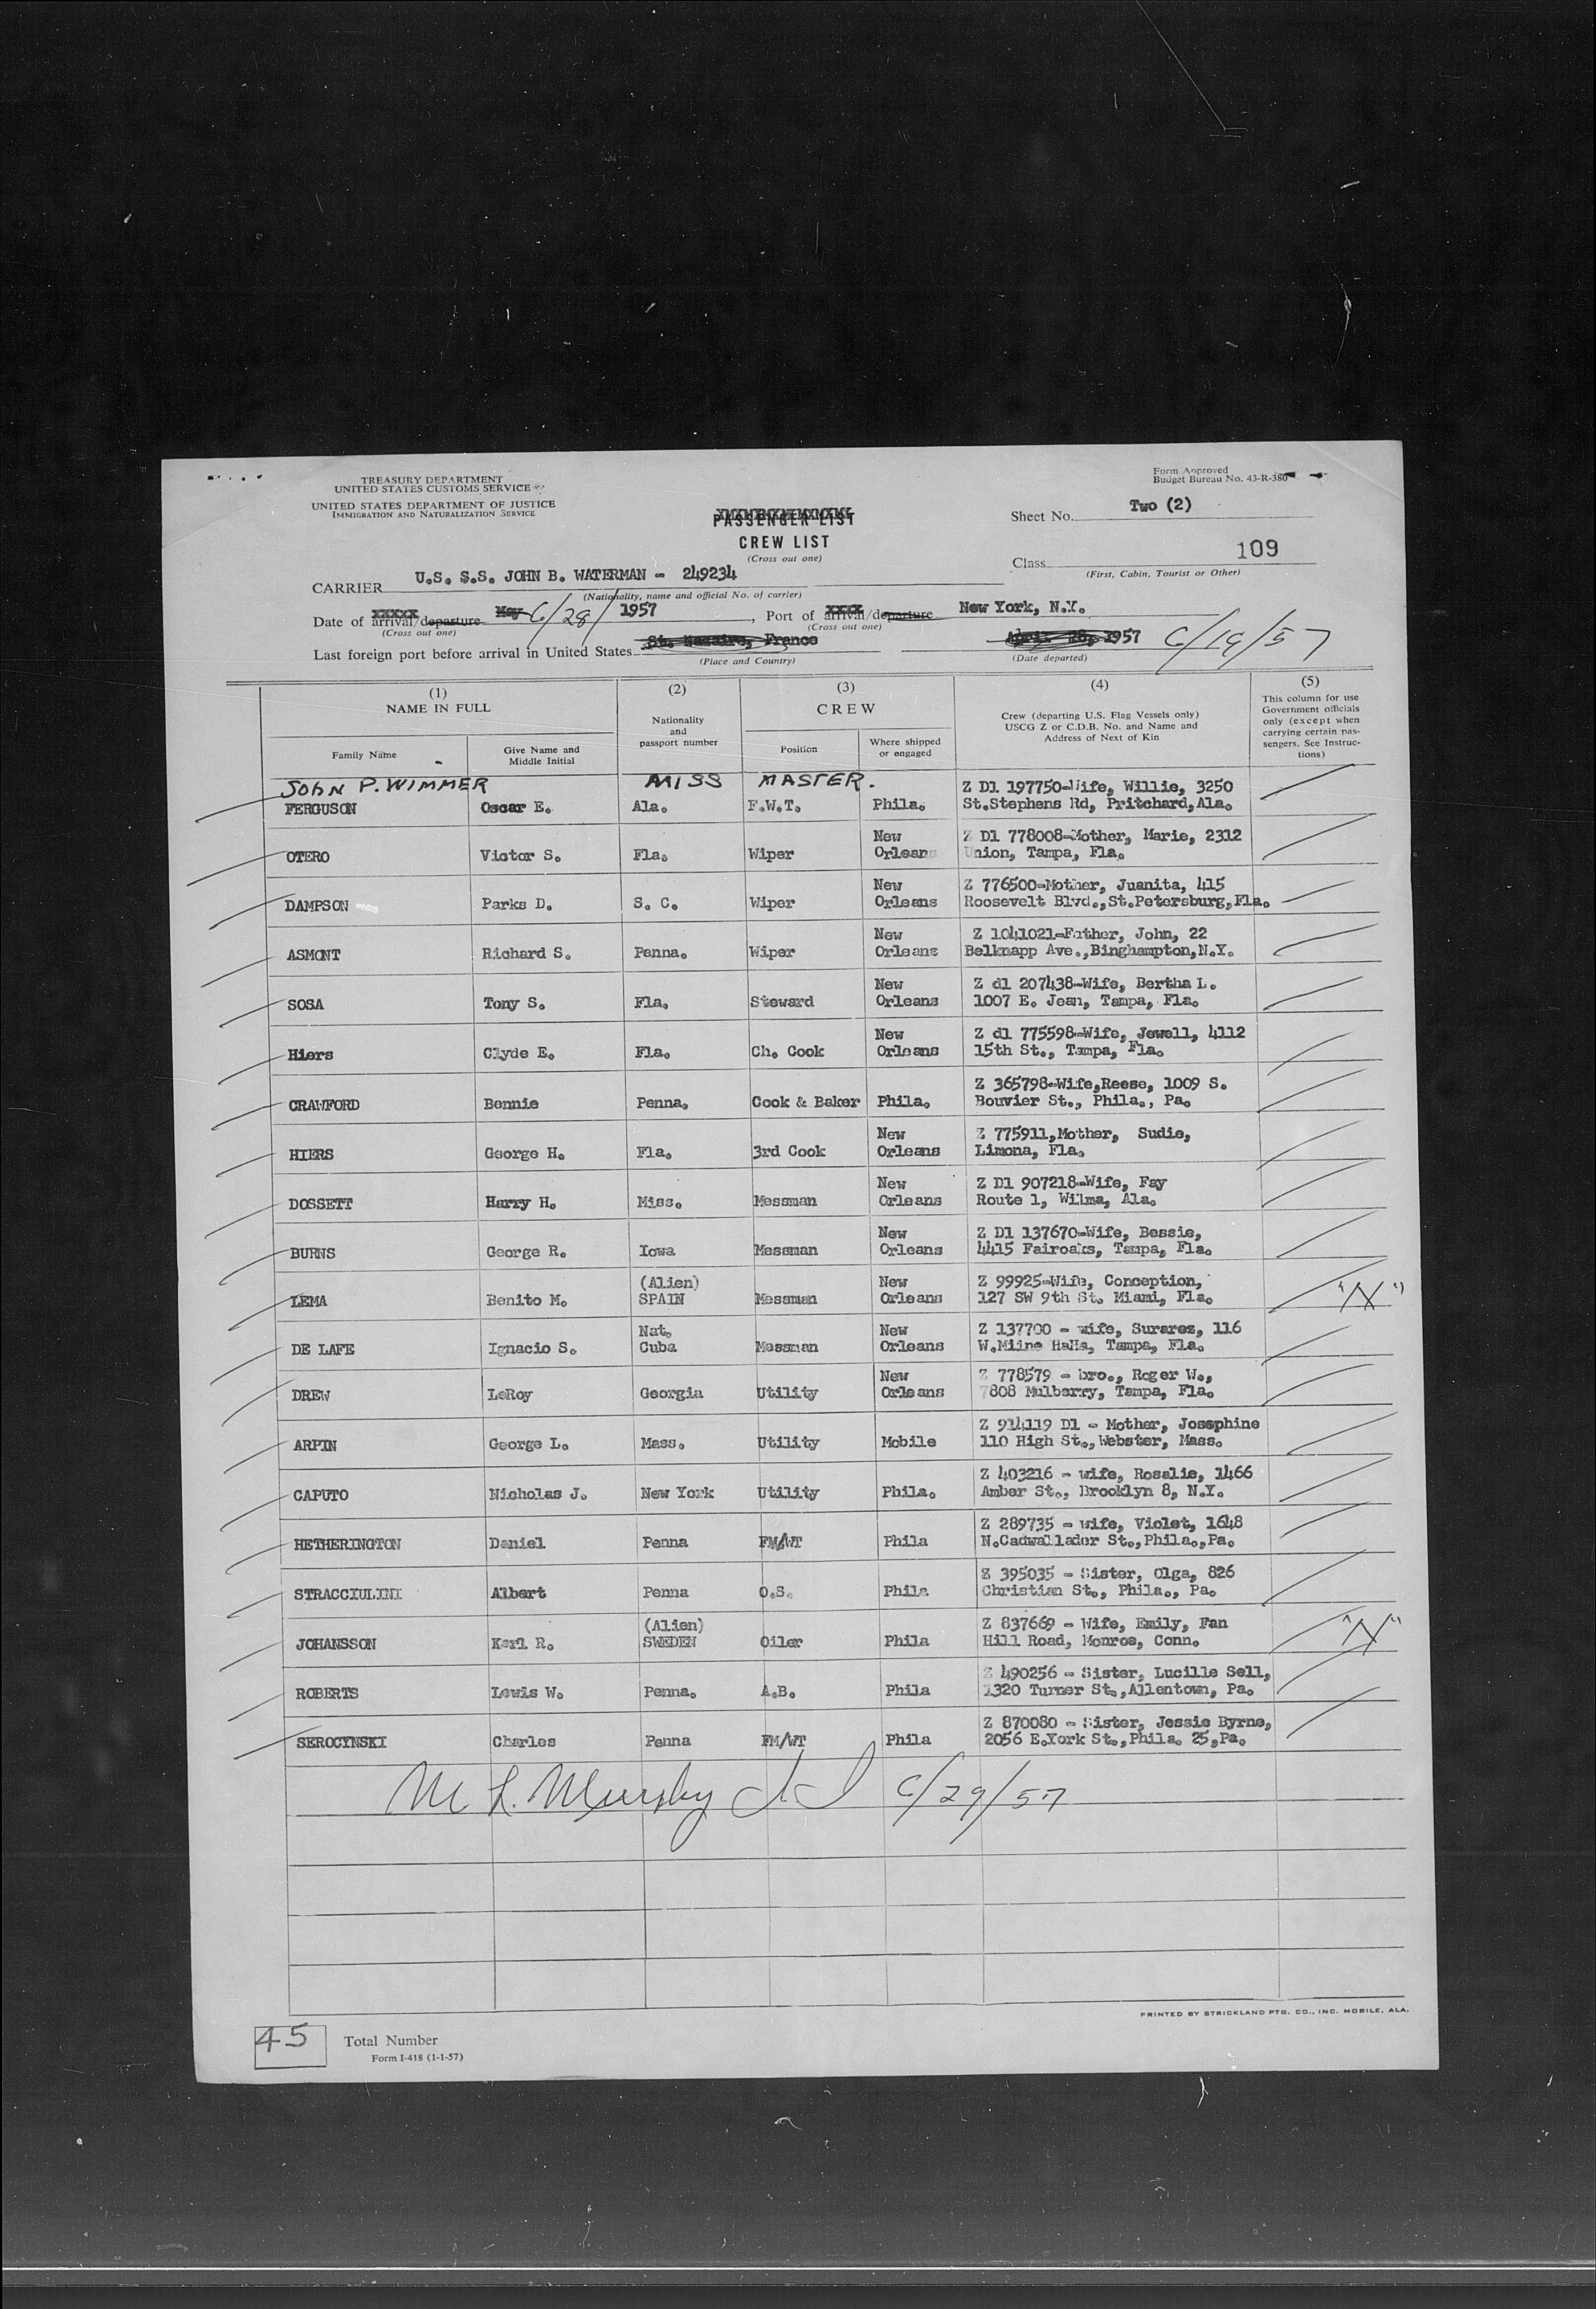 TREASURY DEPARTMENT
UNITED STATES CUSTOMS SERVICE
UNITED STATES DEPARTMENT OF JUSTICE
IMMIGRATION AND NATURALIZATION SERVICE
Form Approved
Budget Bureau No. 43-R-380
PASSENGER LIST
CREW LIST
(Cross out one)
Sheet No. Two (2)
Class 109
(First, Cabin, Tourist or Other)
CARRIER U.S. S.S. JOHN B. WATERMAN - 249234
(Nationality, name and official No. of carrier)
Date of arrival/departure May 6/28/ 1957, Port of arrival/departure New York, N.Y.
(Cross out one) (Cross out one)
Last foreign port before arrival in United States St. Nazaire, France April 28, 1957 6/19/57
(Place and Country) (Date departed)
(1) NAME IN FULL
(2) Nationality and passport number
(3) CREW
(4) Crew (departing U.S. Flag Vessels only) USCG Z or C.D.B. No. and Name and Address of Next of Kin
(5) This column for use Government officials only (except when carrying certain passengers. See Instructions)
Family Name Give Name and Middle Initial Position Where shipped or engaged
JOHN P. WIMMER MISS MASTER.
Z D1 197750-Wife, Willie, 3250
FERGUSON Oscar E. Ala. F.W.T. Phila. St.Stephens Rd, Pritchard,Ala.
New Z D1 778008-Mother, Marie, 2312
OTERO Victor S. Fla. Wiper Orleans Union, Tampa, Fla.
New Z 776500-Mother, Juanita, 415
DAMPSON Parks D. S. C. Wiper Orleans Roosevelt Blvd.,St.Petersburg,Fla.
New Z 1041021-Father, John, 22
ASMONT Richard S. Penna. Wiper Orleans Belknapp Ave.,Binghampton,N.Y.
New Z d1 207438-Wife, Bertha L.
SOSA Tony S. Fla. Steward Orleans 1007 E. Jean, Tampa, Fla.
New Z d1 775598-Wife, Jewell, 4112
Hiers Clyde E. Fla. Ch. Cook Orleans 15th St., Tampa, Fla.
Z 365798-Wife,Reese, 1009 S.
CRAWFORD Bennie Penna. Cook & Baker Phila. Bouvier St., Phila., Pa.
New Z 775911,Mother, Sudie,
HIERS George H. Fla. 3rd Cook Orleans Limona, Fla.
New Z D1 907218-Wife, Fay
DOSSETT Harry H. Miss. Messman Orleans Route 1, Wilma, Ala.
New Z D1 137670-Wife, Bessie,
BURNS George R. Iowa Messman Orleans 4415 Fairoaks, Tampa, Fla.
(Alien) New Z 99925-Wife, Conception,
LEMA Benito M. SPAIN Messman Orleans 127 SW 9th St. Miami, Fla. "N"
Nat. New Z 137700 - wife, Surarez, 116
DE LAFE Ignacio S. Cuba Messman Orleans W.Milne Halla, Tampa, Fla.
New Z 778579 - bro., Roger W.,
DREW LeRoy Georgia Utility Orleans 7808 Mulberry, Tampa, Fla.
Z 914119 D1 - Mother, Josephine
ARPIN George L. Mass. Utility Mobile 110 High St.,Webster, Mass.
Z 403216 - wife, Rosalie, 1466
CAPUTO Nicholas J. New York Utility Phila. Amber St., Brooklyn 8, N.Y.
Z 289735 - wife, Violet, 1648
HETHERINGTON Daniel Penna FM/WT Phila N.Cadwallader St.,Phila.,Pa.
Z 395035 - Sister, Olga, 826
STRACCIULINI Albert Penna O.S. Phila Christian St., Phila., Pa.
(Alien) Z 837669 - Wife, Emily, Fan
JOHANSSON Karl R. SWEDEN Oiler Phila Hill Road, Monroe, Conn. "N"
Z 490256 - Sister, Lucille Sell,
ROBERTS Lewis W. Penna. A.B. Phila 1320 Turner St.,Allentown, Pa.
Z 870080 - Sister, Jessie Byrne,
SEROCYNSKI Charles Penna FM/WT Phila 2056 E.York St.,Phila. 25,Pa.
M L. Murphy 6/29/57
PRINTED BY STRICKLAND PTG. CO., INC. MOBILE, ALA.
45 Total Number
Form I-418 (1-1-57)